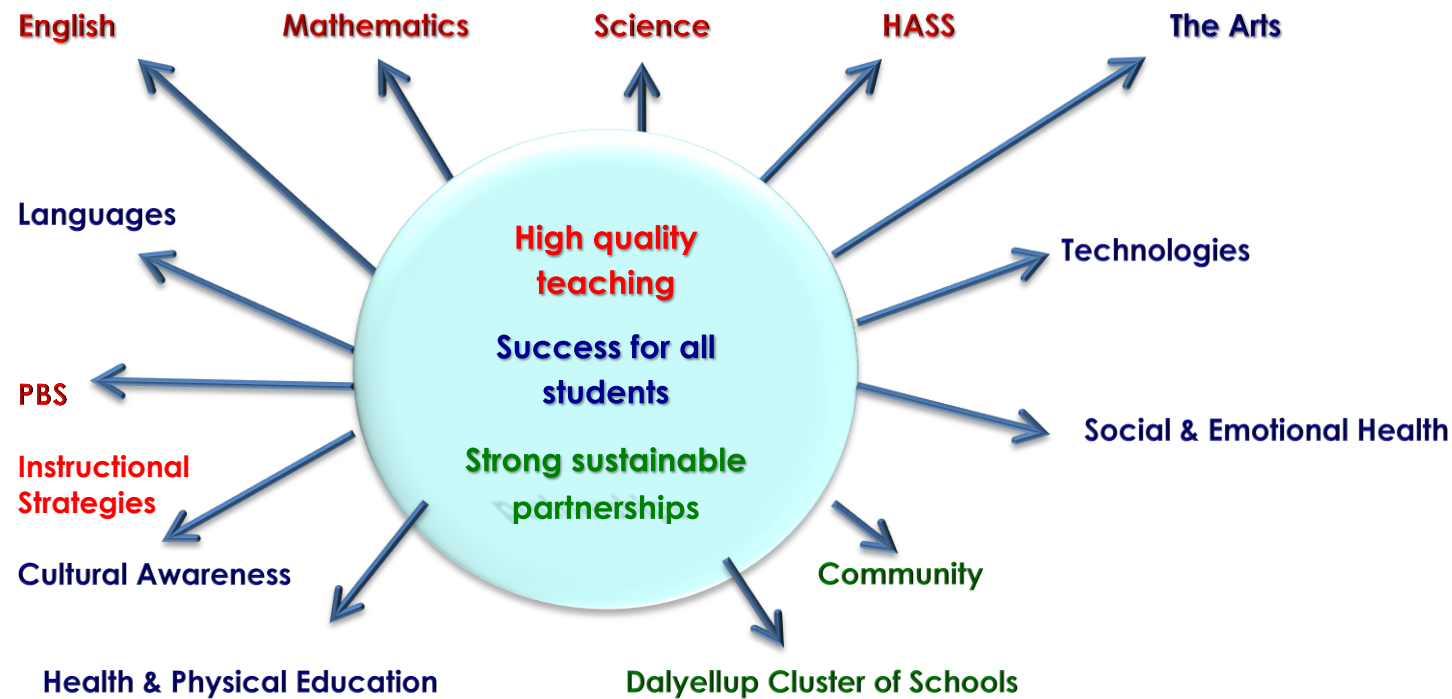 English
Mathematics
Science
HASS
The Arts
Languages
High quality
teaching
Technologies
Success for all
students
PBS
Social & Emotional Health
Instructional
Strategies
Strong sustainable
partnerships
Cultural Awareness
Community
Health & Physical Education
Dalyellup Cluster of Schools